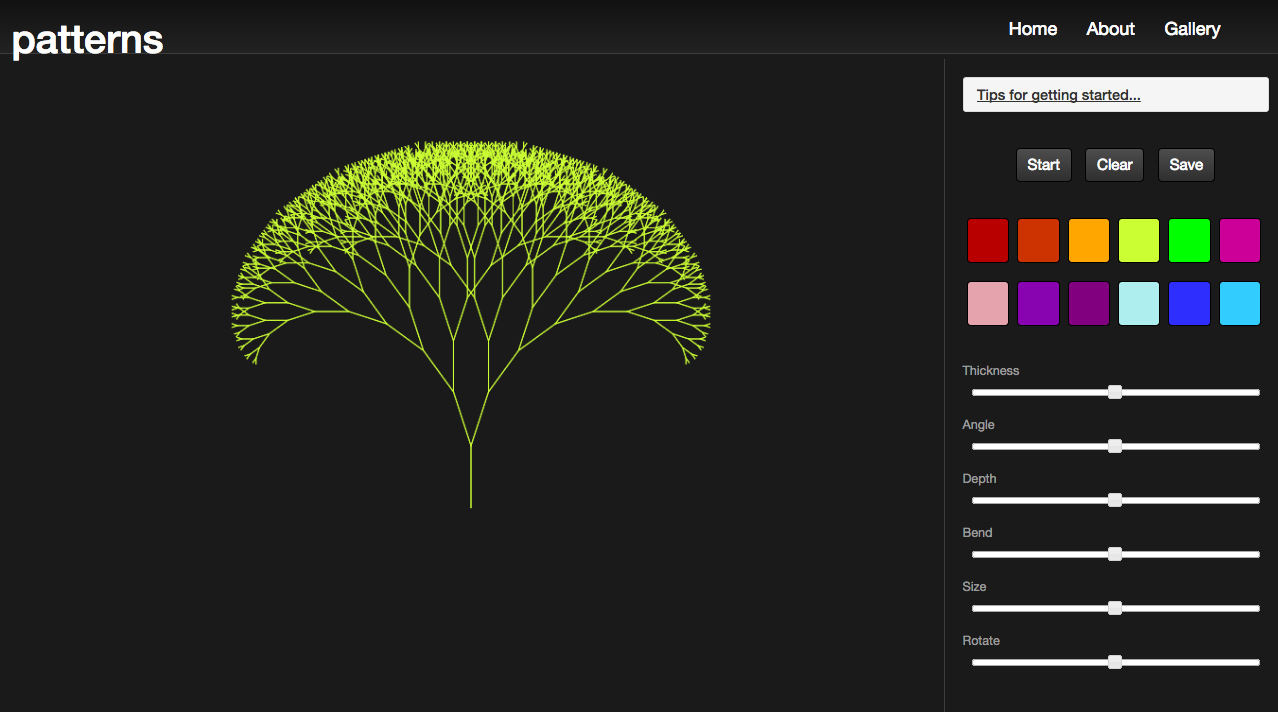 patterns
Home About Gallery
Tips for getting started...
Start Clear Save
Thickness
Angle
Depth
Bend
Size
Rotate